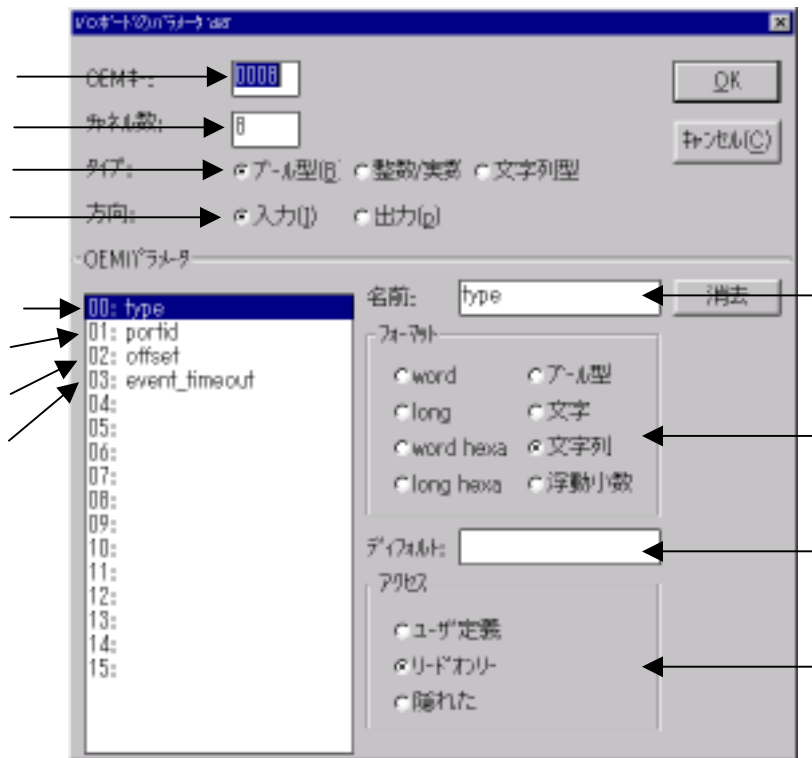 I/Oボードのパラメータ:
OEMキー: 0008
OK
チャネル数: 8
キャンセル(C)
タイプ: ブール型(B) 整数/実数 文字列型
方向: 入力(I) 出力(o)
OEMパラメータ
00: type
01: portid
02: offset
03: event_timeout
04:
05:
06:
07:
08:
09:
10:
11:
12:
13:
14:
15:
名前: type 消去
フォーマット
word ブール型
long 文字
word hexa 文字列
long hexa 浮動小数
ディフォルト:
アクセス
ユーザ定義
リードオンリー
隠れた